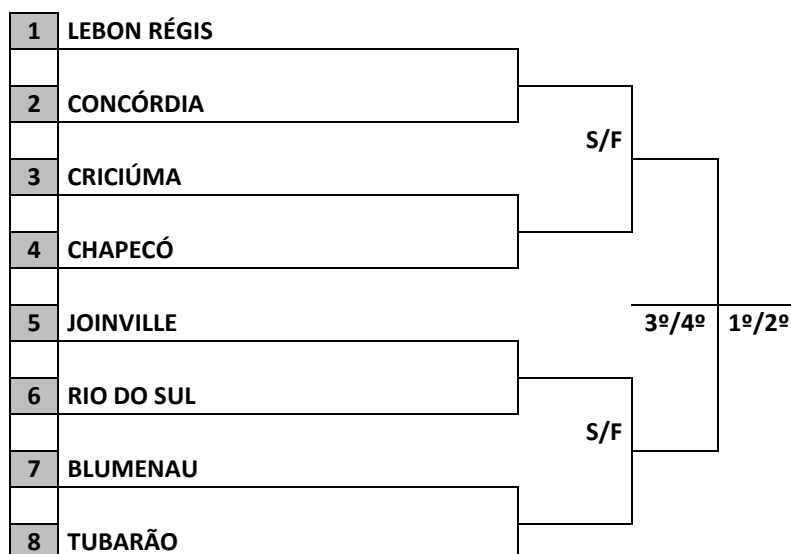 1 LEBON RÉGIS
2 CONCÓRDIA
S/F
3 CRICIÚMA
4 CHAPECÓ
5 JOINVILLE
3º/4º 1º/2º
6 RIO DO SUL
S/F
7 BLUMENAU
8 TUBARÃO